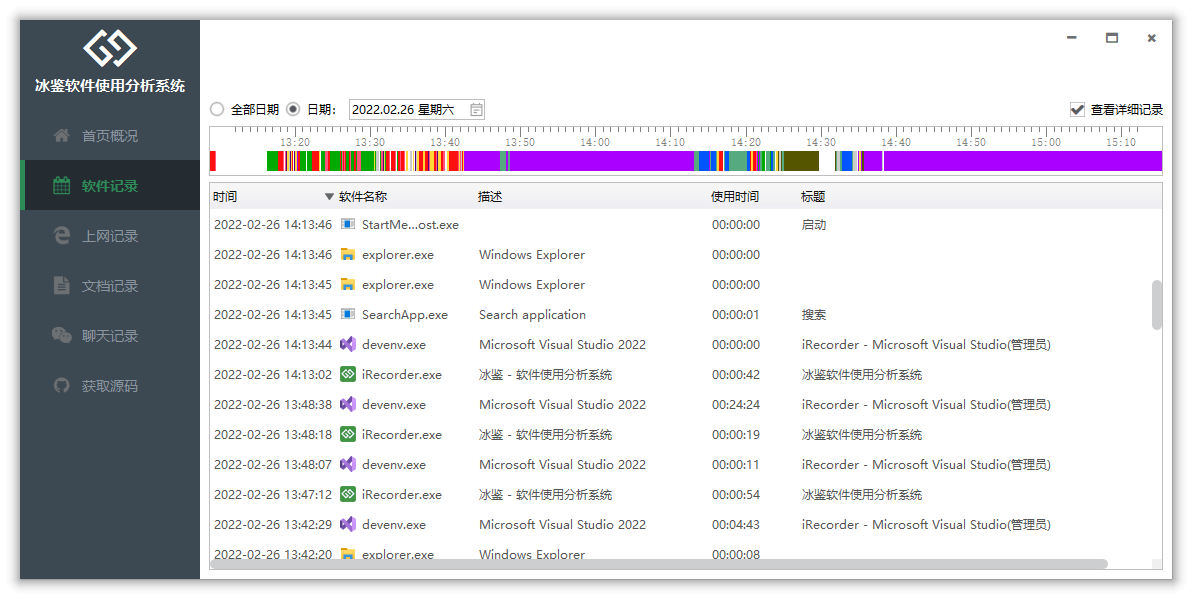 冰鉴软件使用分析系统
首页概况
软件记录
上网记录
文档记录
聊天记录
获取源码
全部日期 日期： 2022.02.26 星期六 查看详细记录
13:20 13:30 13:40 13:50 14:00 14:10 14:20 14:30 14:40 14:50 15:00 15:10
时间 软件名称 描述 使用时间 标题
2022-02-26 14:13:46 StartMe...ost.exe 00:00:00 启动
2022-02-26 14:13:46 explorer.exe Windows Explorer 00:00:00
2022-02-26 14:13:45 explorer.exe Windows Explorer 00:00:00
2022-02-26 14:13:45 SearchApp.exe Search application 00:00:01 搜索
2022-02-26 14:13:44 devenv.exe Microsoft Visual Studio 2022 00:00:00 iRecorder - Microsoft Visual Studio(管理员)
2022-02-26 14:13:02 iRecorder.exe 冰鉴 - 软件使用分析系统 00:00:42 冰鉴软件使用分析系统
2022-02-26 13:48:38 devenv.exe Microsoft Visual Studio 2022 00:24:24 iRecorder - Microsoft Visual Studio(管理员)
2022-02-26 13:48:18 iRecorder.exe 冰鉴 - 软件使用分析系统 00:00:19 冰鉴软件使用分析系统
2022-02-26 13:48:07 devenv.exe Microsoft Visual Studio 2022 00:00:11 iRecorder - Microsoft Visual Studio(管理员)
2022-02-26 13:47:12 iRecorder.exe 冰鉴 - 软件使用分析系统 00:00:54 冰鉴软件使用分析系统
2022-02-26 13:42:29 devenv.exe Microsoft Visual Studio 2022 00:04:43 iRecorder - Microsoft Visual Studio(管理员)
2022-02-26 13:42:20 explorer.exe Windows Explorer 00:00:08